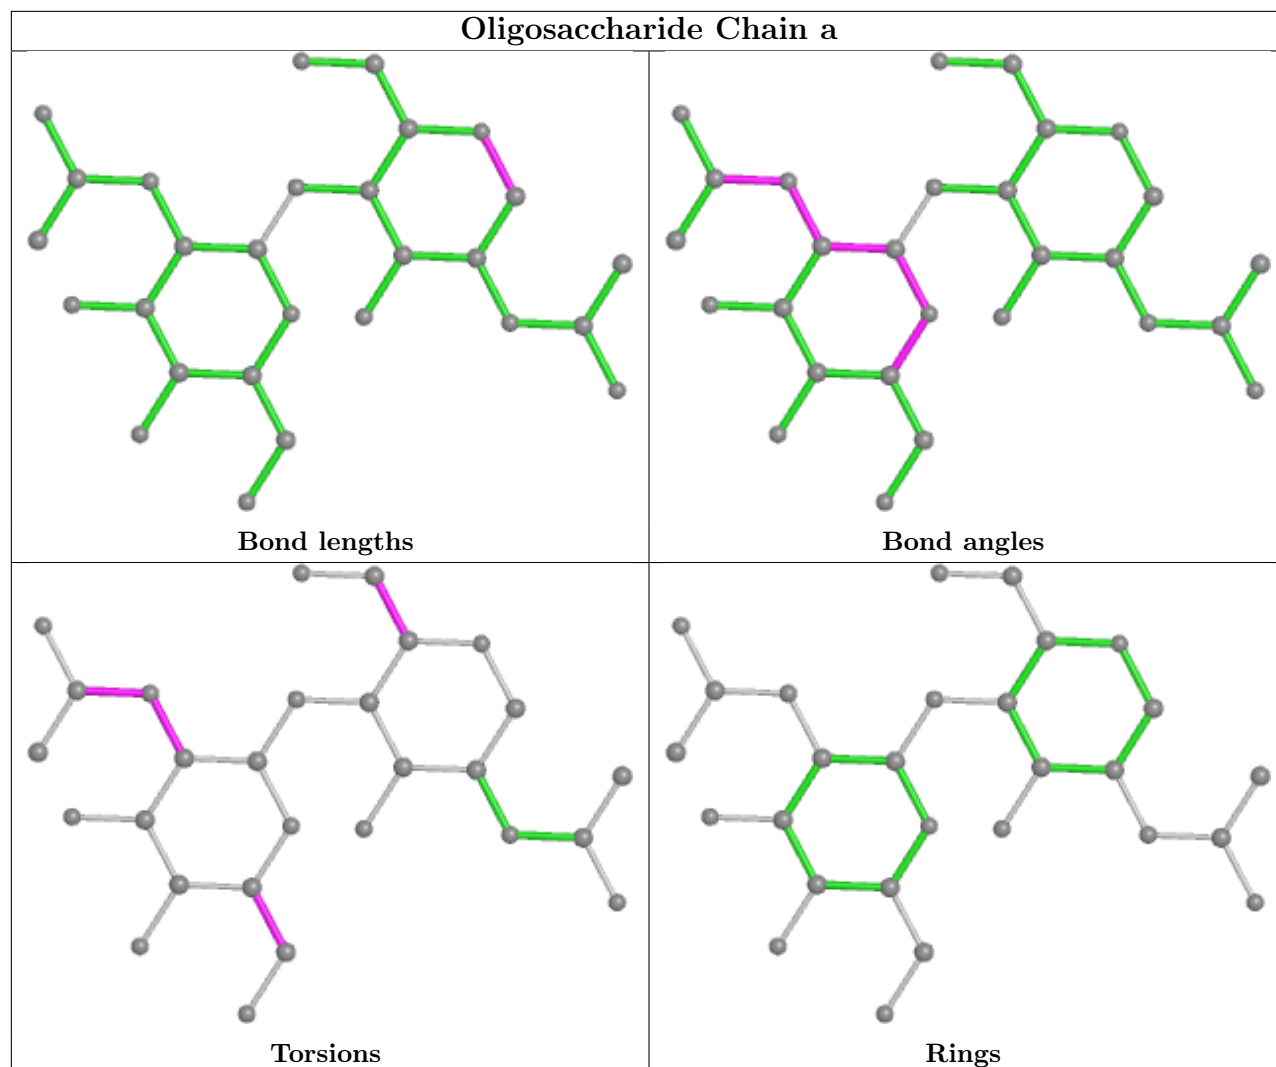 Oligosaccharide Chain a
Bond lengths
Bond angles
Torsions
Rings